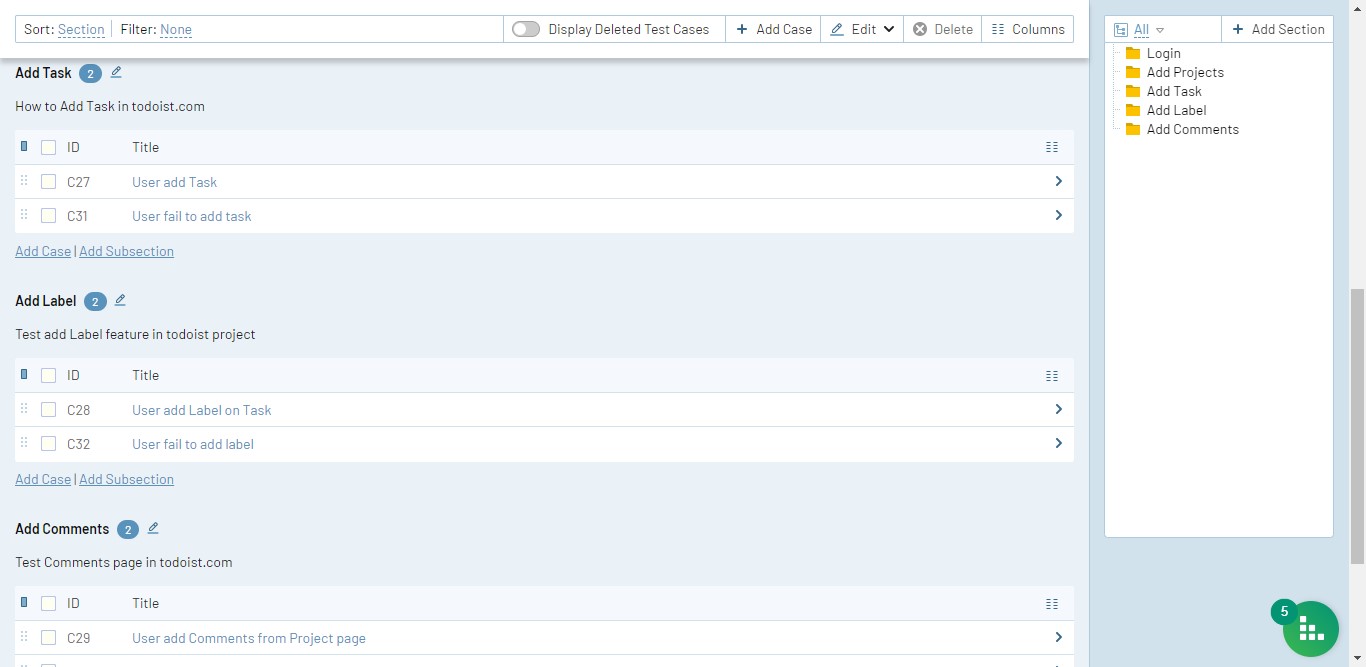 Sort: Section Filter: None Display Deleted Test Cases + Add Case Edit Delete Columns
Add Task 2
How to Add Task in todoist.com
ID Title
C27 User add Task
C31 User fail to add task
Add Case | Add Subsection
Add Label 2
Test add Label feature in todoist project
ID Title
C28 User add Label on Task
C32 User fail to add label
Add Case | Add Subsection
Add Comments 2
Test Comments page in todoist.com
ID Title
C29 User add Comments from Project page
All + Add Section
Login
Add Projects
Add Task
Add Label
Add Comments
5